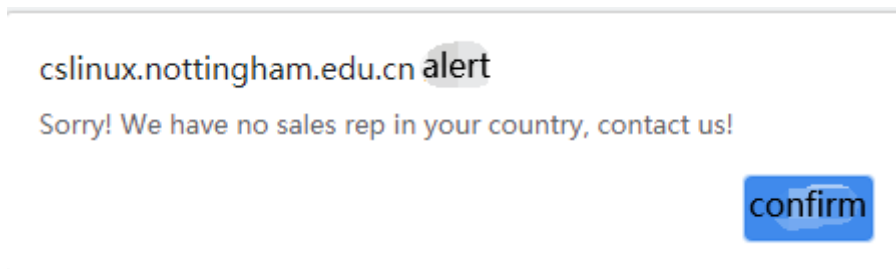 cslinux.nottingham.edu.cn alert
Sorry! We have no sales rep in your country, contact us!
confirm